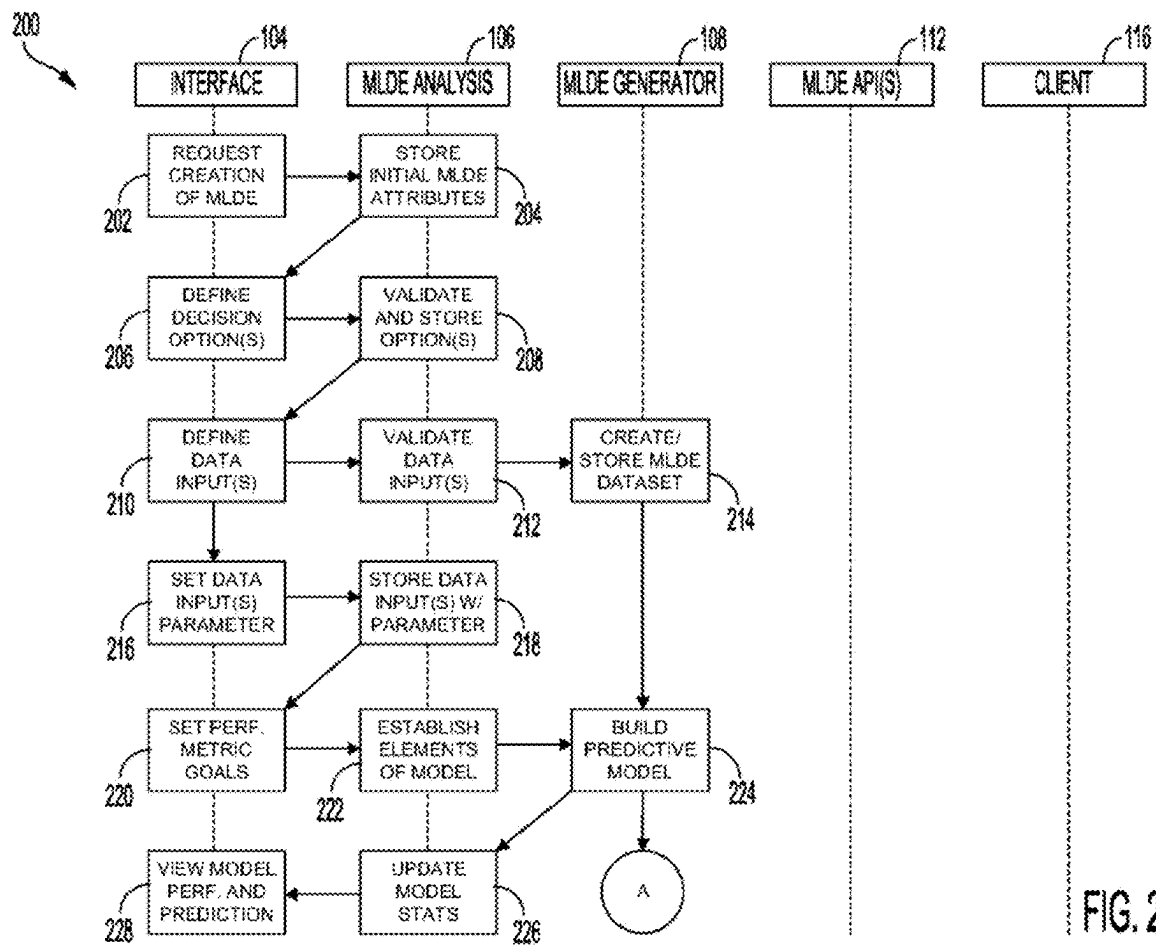 200
104
106
108
112
116
INTERFACE
MLDE ANALYSIS
MLDE GENERATOR
MLDE API(S)
CLIENT
REQUEST
CREATION
OF MLDE
202
STORE
INITIAL MLDE
ATTRIBUTES
204
DEFINE
DECISION
OPTION(S)
206
VALIDATE
AND STORE
OPTION(S)
208
DEFINE
DATA
INPUT(S)
210
VALIDATE
DATA
INPUT(S)
212
CREATE/
STORE MLDE
DATASET
214
SET DATA
INPUT(S)
PARAMETER
216
STORE DATA
INPUT(S) W/
PARAMETER
218
SET PERF.
METRIC
GOALS
220
ESTABLISH
ELEMENTS
OF MODEL
222
BUILD
PREDICTIVE
MODEL
224
VIEW MODEL
PERF. AND
PREDICTION
228
UPDATE
MODEL
STATS
226
A
FIG. 2